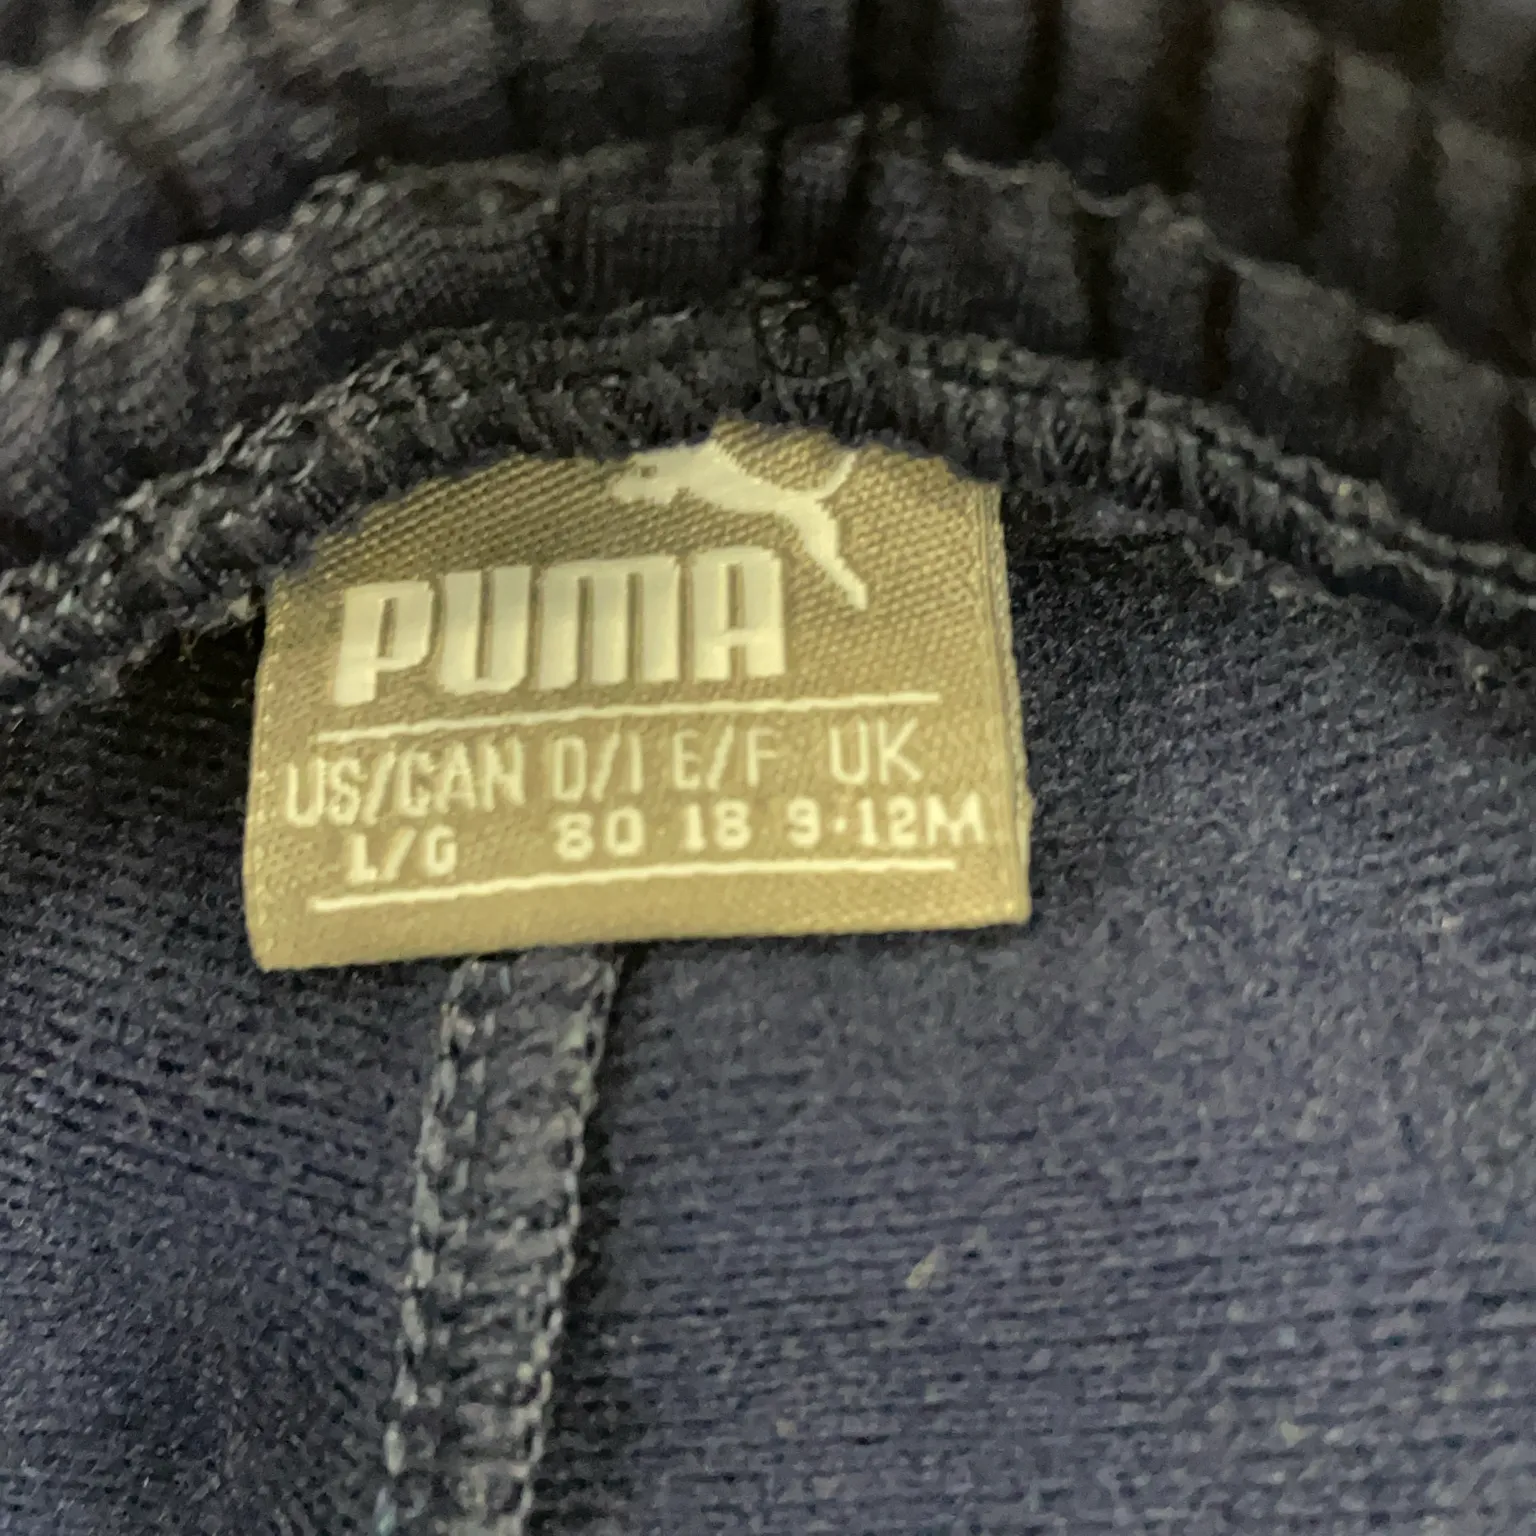 PUMA
US/CAN D/I E/F UK
L/G 80 18 9-12M